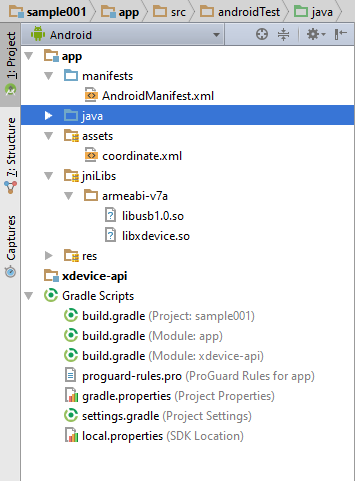 sample001 app src androidTest java
Android
1: Project
7: Structure
Captures
app
manifests
AndroidManifest.xml
java
assets
coordinate.xml
jniLibs
armeabi-v7a
libusb1.0.so
libxdevice.so
res
xdevice-api
Gradle Scripts
build.gradle (Project: sample001)
build.gradle (Module: app)
build.gradle (Module: xdevice-api)
proguard-rules.pro (ProGuard Rules for app)
gradle.properties (Project Properties)
settings.gradle (Project Settings)
local.properties (SDK Location)